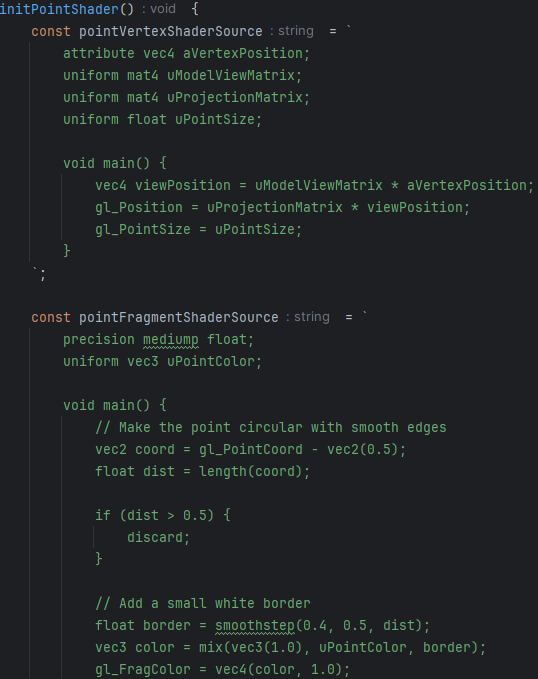 initPointShader() : void {
    const pointVertexShaderSource : string = `
        attribute vec4 aVertexPosition;
        uniform mat4 uModelViewMatrix;
        uniform mat4 uProjectionMatrix;
        uniform float uPointSize;

        void main() {
            vec4 viewPosition = uModelViewMatrix * aVertexPosition;
            gl_Position = uProjectionMatrix * viewPosition;
            gl_PointSize = uPointSize;
        }
    `;

    const pointFragmentShaderSource : string = `
        precision mediump float;
        uniform vec3 uPointColor;

        void main() {
            // Make the point circular with smooth edges
            vec2 coord = gl_PointCoord - vec2(0.5);
            float dist = length(coord);

            if (dist > 0.5) {
                discard;
            }

            // Add a small white border
            float border = smoothstep(0.4, 0.5, dist);
            vec3 color = mix(vec3(1.0), uPointColor, border);
            gl_FragColor = vec4(color, 1.0);